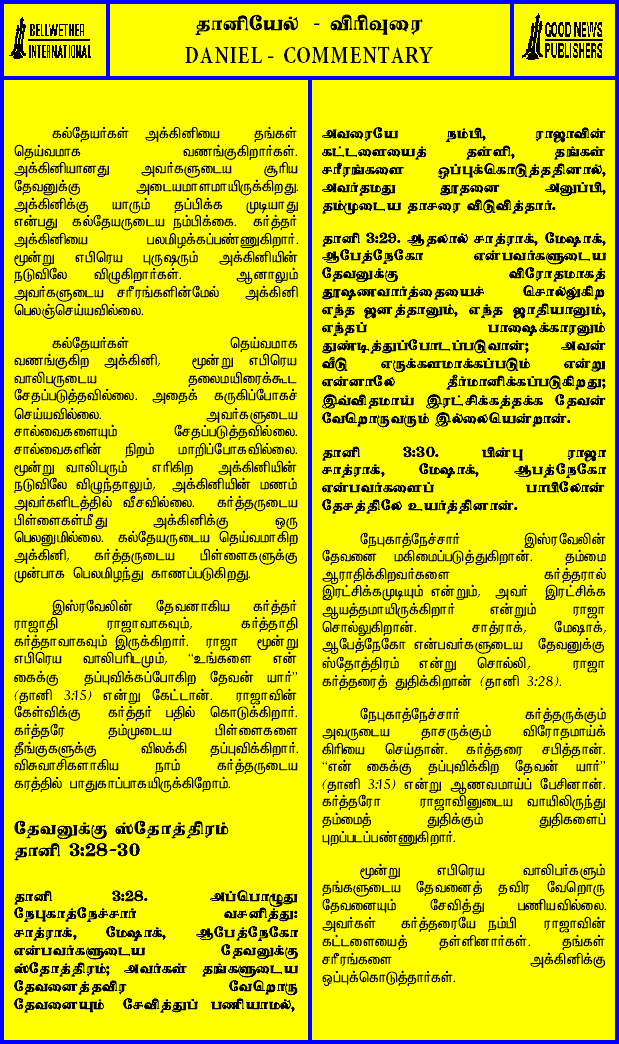 BELLWETHER
INTERNATIONAL
தானியேல் - விரிவுரை
DANIEL - COMMENTARY
GOOD NEWS
PUBLISHERS
கல்தேயர்கள் அக்கினியை தங்கள்
தெய்வமாக வணங்குகிறார்கள்.
அக்கினியானது அவர்களுடைய சூரிய
தேவனுக்கு அடையாளமாயிருக்கிறது.
அக்கினிக்கு யாரும் தப்பிக்க முடியாது
என்பது கல்தேயருடைய நம்பிக்கை. கர்த்தர்
அக்கினியை பலமிழக்கப்பண்ணுகிறார்.
மூன்று எபிரெய புருஷரும் அக்கினியின்
நடுவிலே விழுகிறார்கள். ஆனாலும்
அவர்களுடைய சரீரங்களின்மேல் அக்கினி
பெலஞ்செய்யவில்லை.
கல்தேயர்கள் தெய்வமாக
வணங்குகிற அக்கினி, மூன்று எபிரெய
வாலிபருடைய தலைமயிரைக்கூட
சேதப்படுத்தவில்லை. அதைக் கருகிப்போகச்
செய்யவில்லை. அவர்களுடைய
சால்வைகளையும் சேதப்படுத்தவில்லை.
சால்வைகளின் நிறம் மாறிப்போகவில்லை.
மூன்று வாலிபரும் எரிகிற அக்கினியின்
நடுவிலே விழுந்தாலும், அக்கினியின் மணம்
அவர்களிடத்தில் வீசவில்லை. கர்த்தருடைய
பிள்ளைகள்மீது அக்கினிக்கு ஒரு
பெலனுமில்லை. கல்தேயருடைய தெய்வமாகிற
அக்கினி, கர்த்தருடைய பிள்ளைகளுக்கு
முன்பாக பெலமிழந்து காணப்படுகிறது.
இஸ்ரவேலின் தேவனாகிய கர்த்தர்
ராஜாதி ராஜாவாகவும், கர்த்தாதி
கர்த்தாவாகவும் இருக்கிறார். ராஜா மூன்று
எபிரெய வாலிபரிடமும், “உங்களை என்
கைக்கு தப்புவிக்கப்போகிற தேவன் யார்”
(தானி 3:15) என்று கேட்டான். ராஜாவின்
கேள்விக்கு கர்த்தர் பதில் கொடுக்கிறார்.
கர்த்தரே தம்முடைய பிள்ளைகளை
தீங்குகளுக்கு விலக்கி தப்புவிக்கிறார்.
விசுவாசிகளாகிய நாம் கர்த்தருடைய
கரத்தில் பாதுகாப்பாகயிருக்கிறோம்.
தேவனுக்கு ஸ்தோத்திரம்
தானி 3:28-30
தானி 3:28. அப்பொழுது
நேபுகாத்நேச்சார் வசனித்து:
சாத்ராக், மேஷாக், ஆபேத்நேகோ
என்பவர்களுடைய தேவனுக்கு
ஸ்தோத்திரம்; அவர்கள் தங்களுடைய
தேவனைத்தவிர வேறொரு
தேவனையும் சேவித்துப் பணியாமல்,
அவரையே நம்பி, ராஜாவின்
கட்டளையைத் தள்ளி, தங்கள்
சரீரங்களை ஒப்புக்கொடுத்ததினால்,
அவர்தமது தூதனை அனுப்பி,
தம்முடைய தாசரை விடுவித்தார்.
தானி 3:29. ஆதலால் சாத்ராக், மேஷாக்,
ஆபேத்நேகோ என்பவர்களுடைய
தேவனுக்கு விரோதமாகத்
தூஷணவார்த்தையைச் சொல்லுகிற
எந்த ஜனத்தானும், எந்த ஜாதியானும்,
எந்தப் பாஷைக்காரனும்
துண்டித்துப்போடப்படுவான்; அவன்
வீடு எருக்களமாக்கப்படும் என்று
என்னாலே தீர்மானிக்கப்படுகிறது;
இவ்விதமாய் இரட்சிக்கத்தக்க தேவன்
வேறொருவரும் இல்லையென்றான்.
தானி 3:30. பின்பு ராஜா
சாத்ராக், மேஷாக், ஆபத்நேகோ
என்பவர்களைப் பாபிலோன்
தேசத்திலே உயர்த்தினான்.
நேபுகாத்நேச்சார் இஸ்ரவேலின்
தேவனை மகிமைப்படுத்துகிறான். தம்மை
ஆராதிக்கிறவர்களை கர்த்தரால்
இரட்சிக்கமுடியும் என்றும், அவர் இரட்சிக்க
ஆயத்தமாயிருக்கிறார் என்றும் ராஜா
சொல்லுகிறான். சாத்ராக், மேஷாக்,
ஆபேத்நேகோ என்பவர்களுடைய தேவனுக்கு
ஸ்தோத்திரம் என்று சொல்லி, ராஜா
கர்த்தரைத் துதிக்கிறான் (தானி 3:28).
நேபுகாத்நேச்சார் கர்த்தருக்கும்
அவருடைய தாசருக்கும் விரோதமாய்க்
கிரியை செய்தான். கர்த்தரை சபித்தான்.
“என் கைக்கு தப்புவிக்கிற தேவன் யார்”
(தானி 3:15) என்று ஆணவமாய்ப் பேசினான்.
கர்த்தரோ ராஜாவினுடைய வாயிலிருந்து
தம்மைத் துதிக்கும் துதிகளைப்
புறப்படப்பண்ணுகிறார்.
மூன்று எபிரெய வாலிபர்களும்
தங்களுடைய தேவனைத் தவிர வேறொரு
தேவனையும் சேவித்து பணியவில்லை.
அவர்கள் கர்த்தரையே நம்பி ராஜாவின்
கட்டளையைத் தள்ளினார்கள். தங்கள்
சரீரங்களை அக்கினிக்கு
ஒப்புக்கொடுத்தார்கள்.